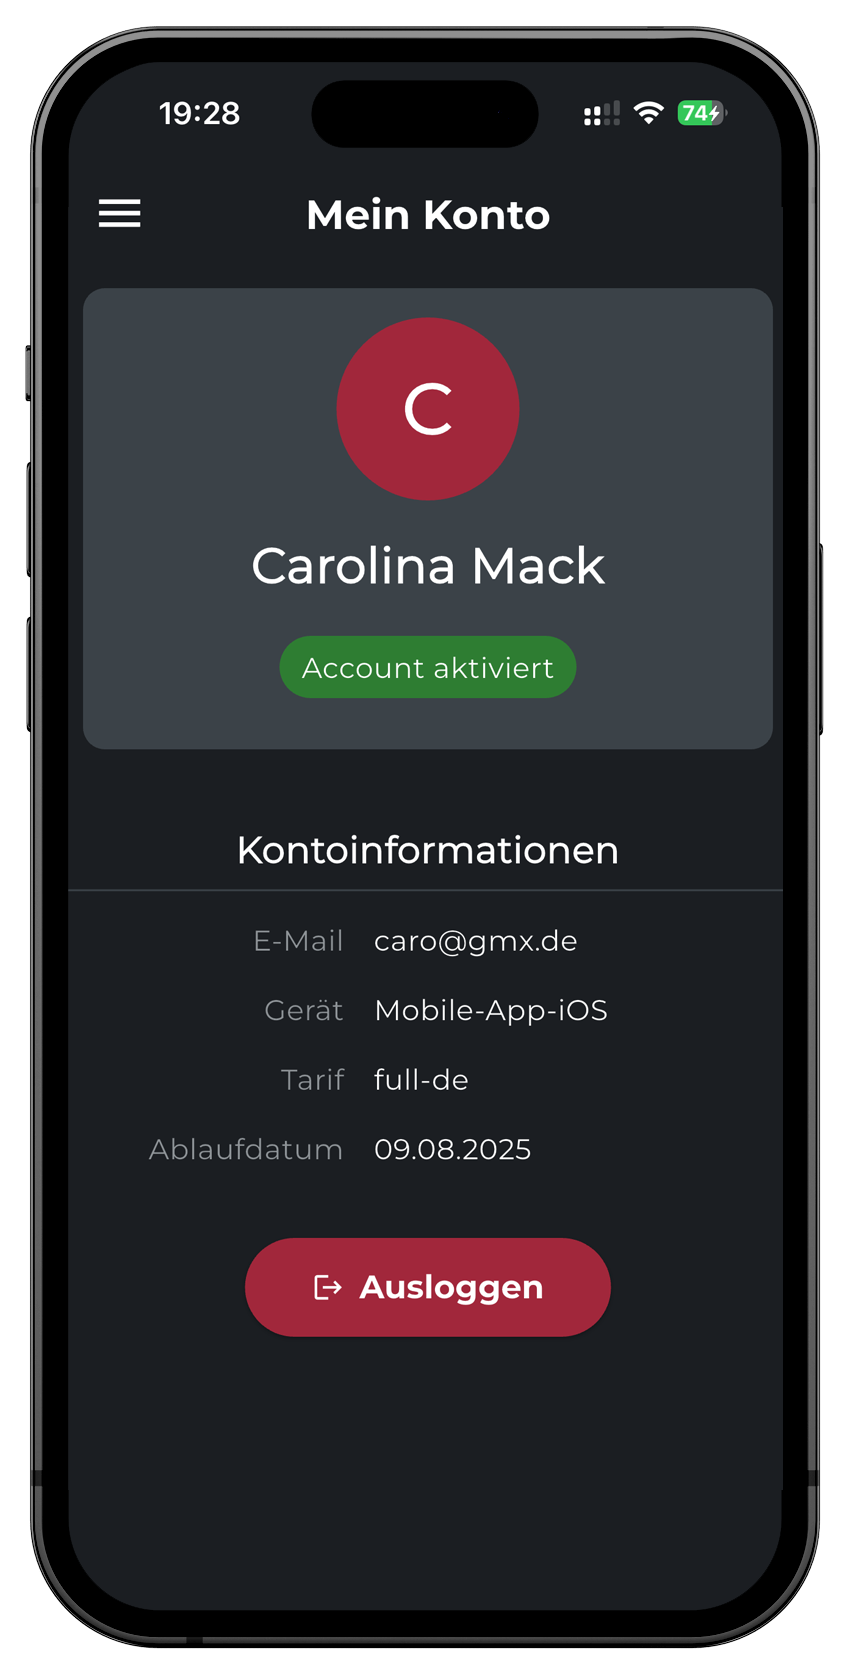 19:28
74
Mein Konto
C
Carolina Mack
Account aktiviert
Kontoinformationen
E-Mail caro@gmx.de
Gerät Mobile-App-iOS
Tarif full-de
Ablaufdatum 09.08.2025
Ausloggen